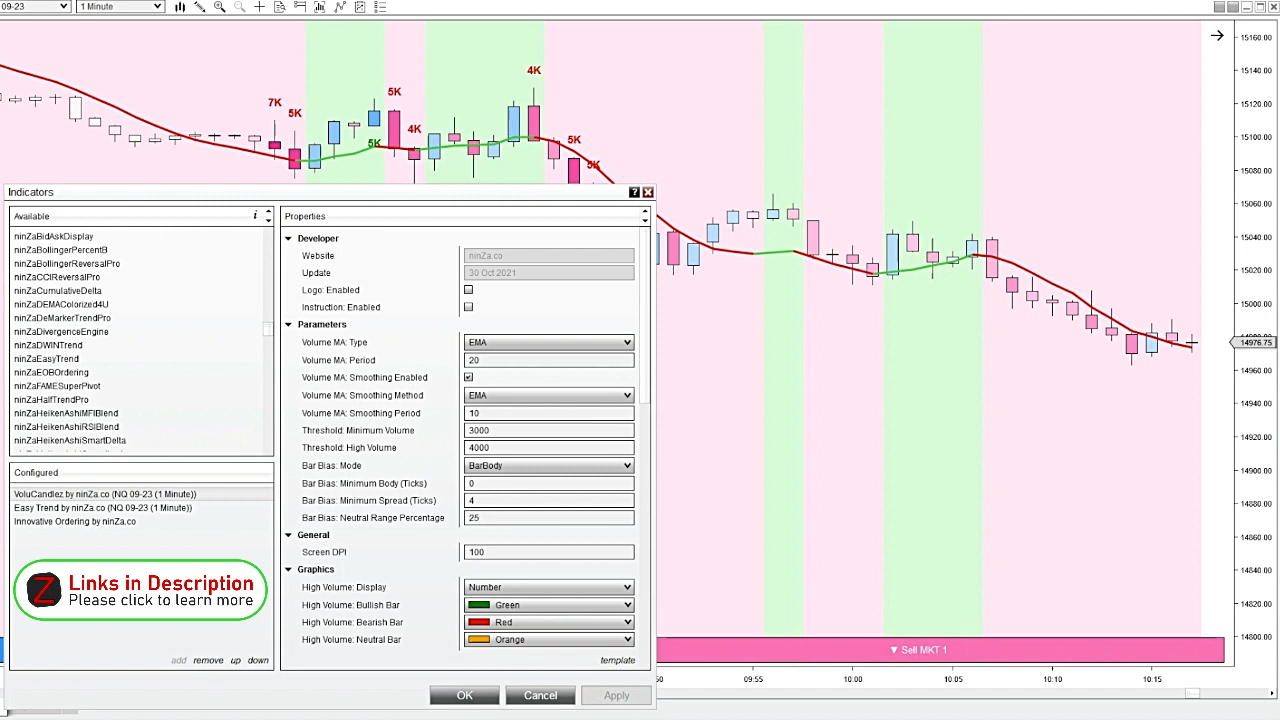 09-23
1 Minute
15160.00
15140.00
15120.00
15100.00
15080.00
15060.00
15040.00
15020.00
15000.00
14976.75
14960.00
14940.00
14920.00
14900.00
14880.00
14860.00
14840.00
14820.00
14800.00
7K
5K
5K
5K
4K
4K
5K
5K
Indicators
Available
ninZaBidAskDisplay
ninZaBollingerPercentB
ninZaBollingerReversalPro
ninZaCCIReversalPro
ninZaCumulativeDelta
ninZaDEMAColorized4U
ninZaDeMarkerTrendPro
ninZaDivergenceEngine
ninZaDWINTrend
ninZaEasyTrend
ninZaEOBOrdering
ninZaFAMESuperPivot
ninZaHalfTrendPro
ninZaHeikenAshiMFIBlend
ninZaHeikenAshiRSIBlend
ninZaHeikenAshiSmartDelta
Configured
VoluCandlez by ninZa.co (NQ 09-23 (1 Minute))
Easy Trend by ninZa.co (NQ 09-23 (1 Minute))
Innovative Ordering by ninZa.co
Z
Links in Description
Please click to learn more
add remove up down
Properties
Developer
Website ninZa.co
Update 30 Oct 2021
Logo: Enabled
Instruction: Enabled
Parameters
Volume MA: Type EMA
Volume MA: Period 20
Volume MA: Smoothing Enabled
Volume MA: Smoothing Method EMA
Volume MA: Smoothing Period 10
Threshold: Minimum Volume 3000
Threshold: High Volume 4000
Bar Bias: Mode BarBody
Bar Bias: Minimum Body (Ticks) 0
Bar Bias: Minimum Spread (Ticks) 4
Bar Bias: Neutral Range Percentage 25
General
Screen DPI 100
Graphics
High Volume: Display Number
High Volume: Bullish Bar Green
High Volume: Bearish Bar Red
High Volume: Neutral Bar Orange
template
OK Cancel Apply
▼ Sell MKT 1
09:55
10:00
10:05
10:10
10:15